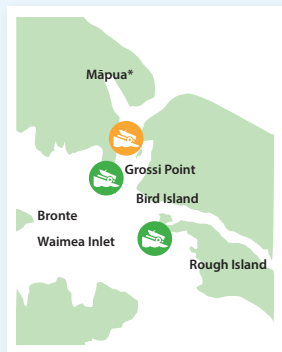 Māpua*
Grossi Point
Bird Island
Bronte
Waimea Inlet
Rough Island